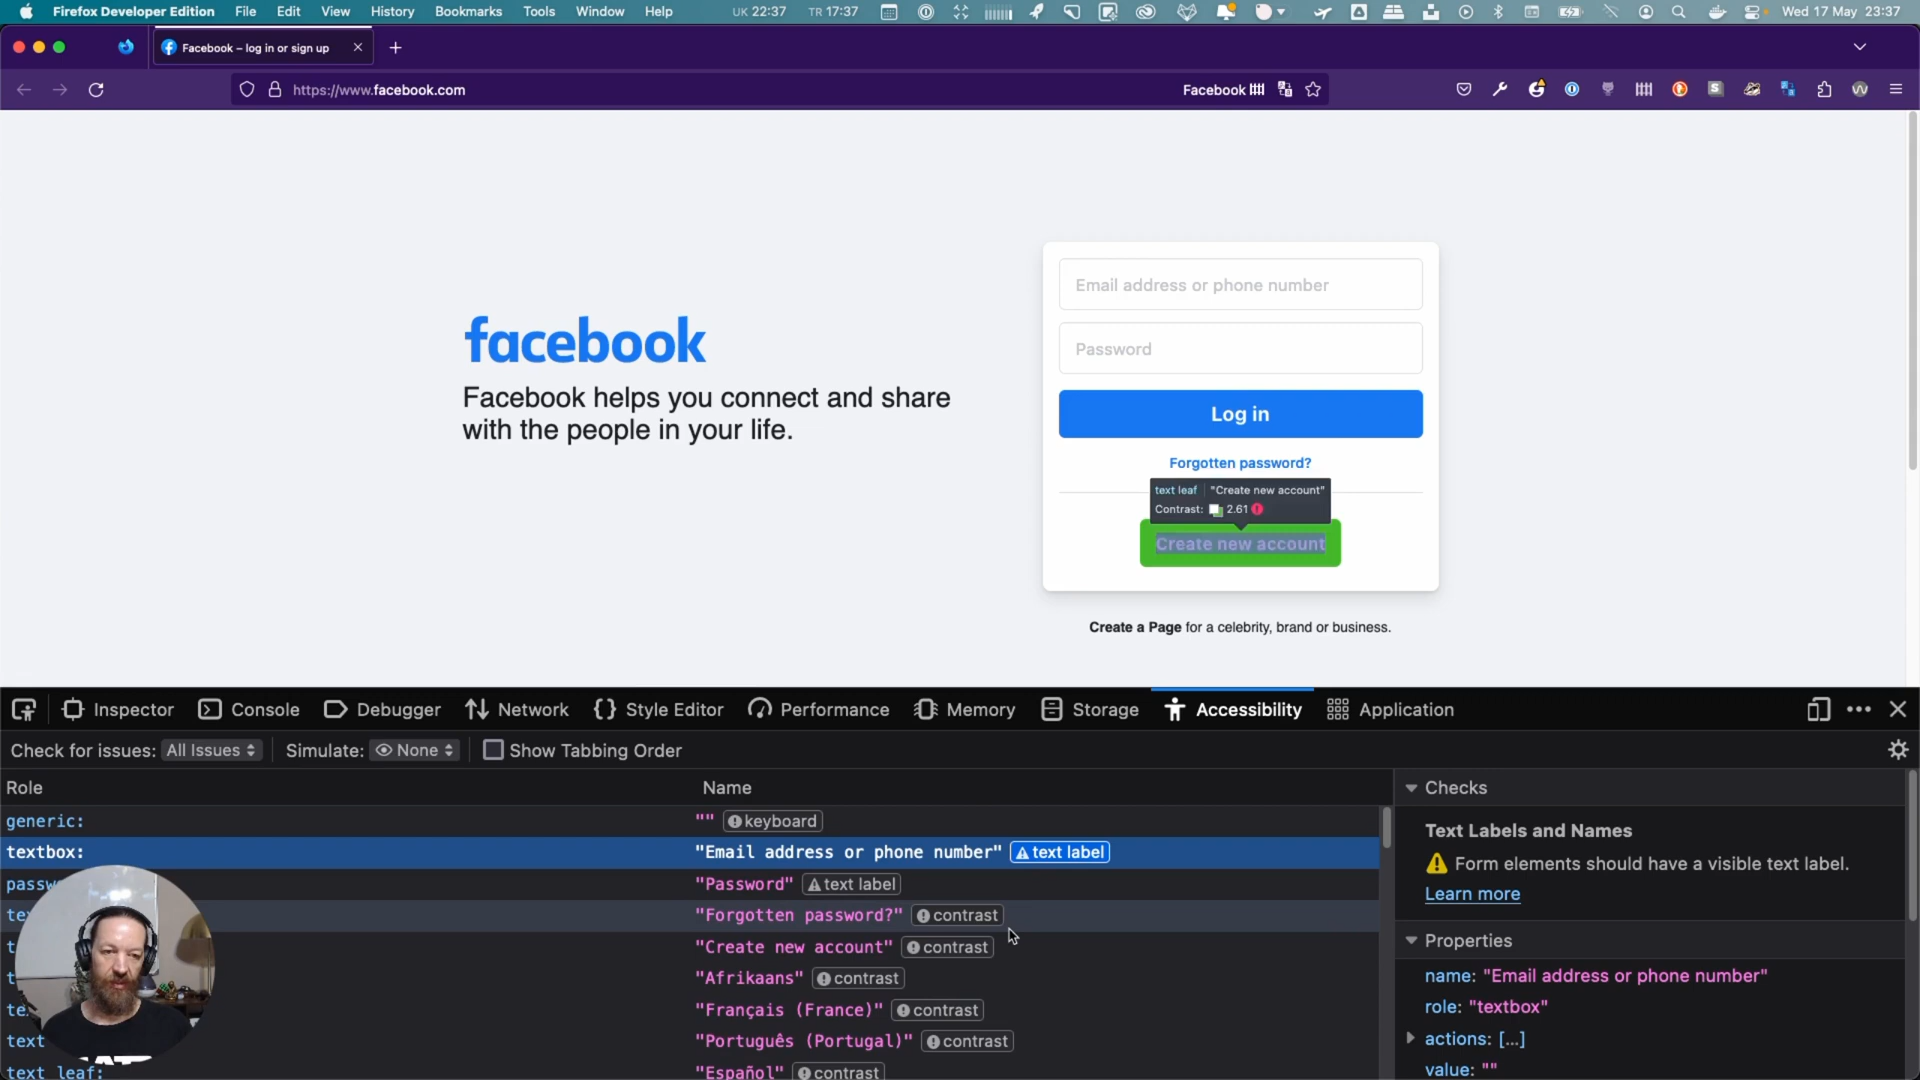 Firefox Developer Edition File Edit View History Bookmarks Tools Window Help UK 22:37 TR 17:37 Wed 17 May 23:37
Facebook – log in or sign up
https://www.facebook.com Facebook
facebook
Facebook helps you connect and share
with the people in your life.
Email address or phone number
Password
Log in
Forgotten password?
text leaf "Create new account"
Contrast: 2.61
Create new account
Create a Page for a celebrity, brand or business.
Inspector Console Debugger Network Style Editor Performance Memory Storage Accessibility Application
Check for issues: All Issues Simulate: None Show Tabbing Order
Role Name
generic: "" keyboard
textbox: "Email address or phone number" text label
passw "Password" text label
te "Forgotten password?" contrast
t "Create new account" contrast
t "Afrikaans" contrast
te "Français (France)" contrast
text "Português (Portugal)" contrast
text leaf: "Español" contrast
Checks
Text Labels and Names
Form elements should have a visible text label.
Learn more
Properties
name: "Email address or phone number"
role: "textbox"
actions: […]
value: ""